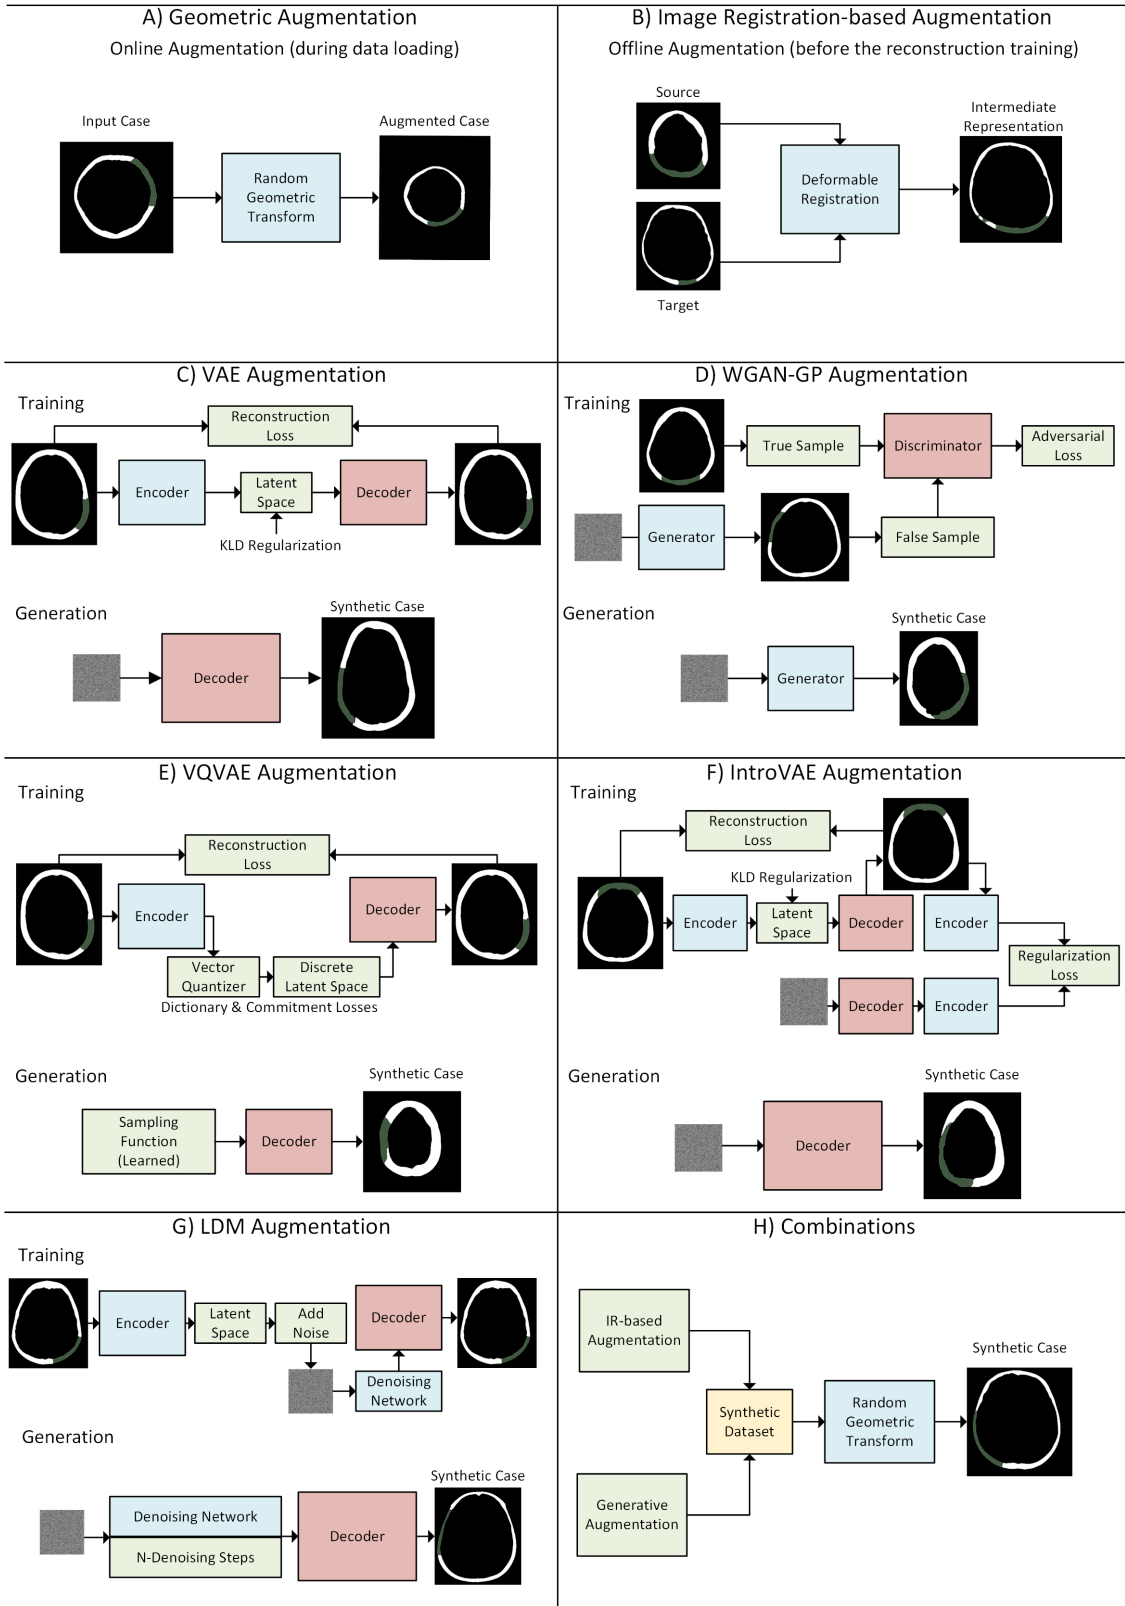 A) Geometric Augmentation
Online Augmentation (during data loading)
Input Case
Random
Geometric
Transform
Augmented Case
B) Image Registration-based Augmentation
Offline Augmentation (before the reconstruction training)
Source
Target
Deformable
Registration
Intermediate
Representation
C) VAE Augmentation
Training
Reconstruction
Loss
Encoder
Latent
Space
Decoder
KLD Regularization
Generation
Decoder
Synthetic Case
D) WGAN-GP Augmentation
Training
True Sample
Discriminator
Adversarial
Loss
Generator
False Sample
Generation
Generator
Synthetic Case
E) VQVAE Augmentation
Training
Reconstruction
Loss
Encoder
Decoder
Vector
Quantizer
Discrete
Latent Space
Dictionary & Commitment Losses
Generation
Sampling
Function
(Learned)
Decoder
Synthetic Case
F) IntroVAE Augmentation
Training
Reconstruction
Loss
KLD Regularization
Encoder
Latent
Space
Decoder
Encoder
Regularization
Loss
Decoder
Encoder
Generation
Decoder
Synthetic Case
G) LDM Augmentation
Training
Encoder
Latent
Space
Add
Noise
Decoder
Denoising
Network
Generation
Denoising Network
N-Denoising Steps
Decoder
Synthetic Case
H) Combinations
IR-based
Augmentation
Generative
Augmentation
Synthetic
Dataset
Random
Geometric
Transform
Synthetic Case